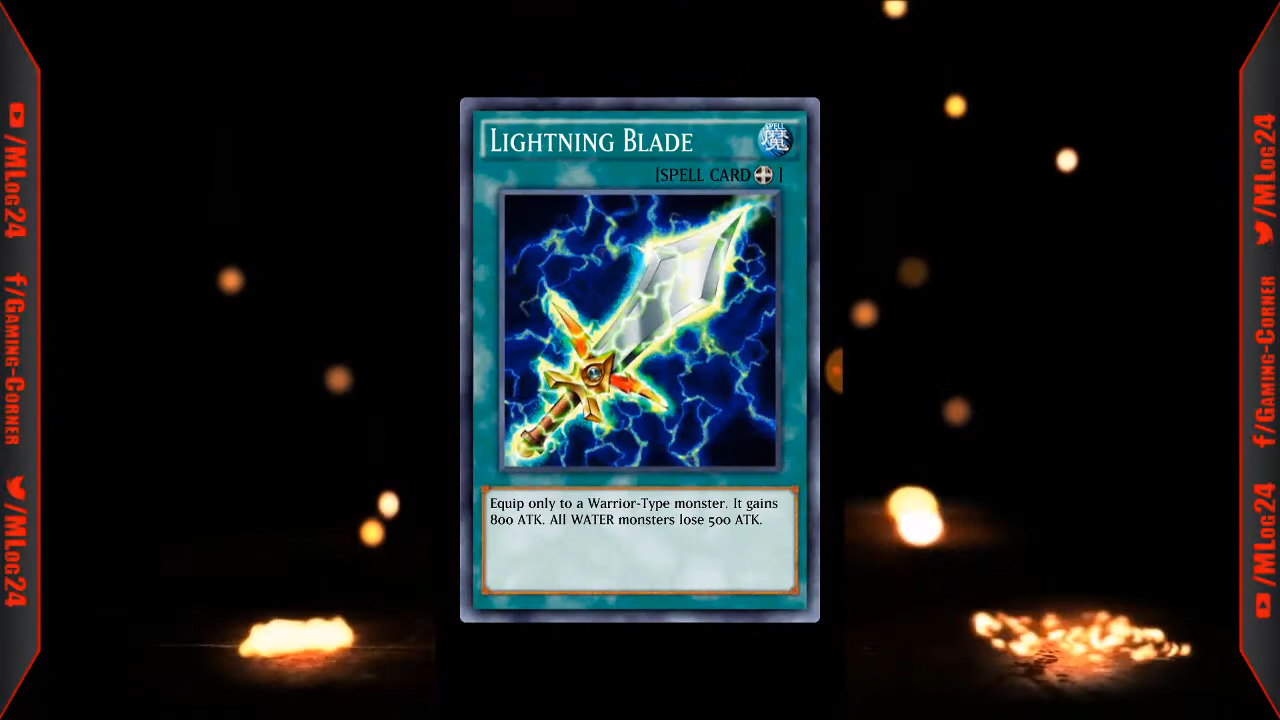 /MLog24
f/Gaming-Corner
/MLog24
Lightning Blade
SPELL
魔
[SPELL CARD ]
Equip only to a Warrior-Type monster. It gains
800 ATK. All WATER monsters lose 500 ATK.
/MLog24
f/Gaming-Corner
/MLog24